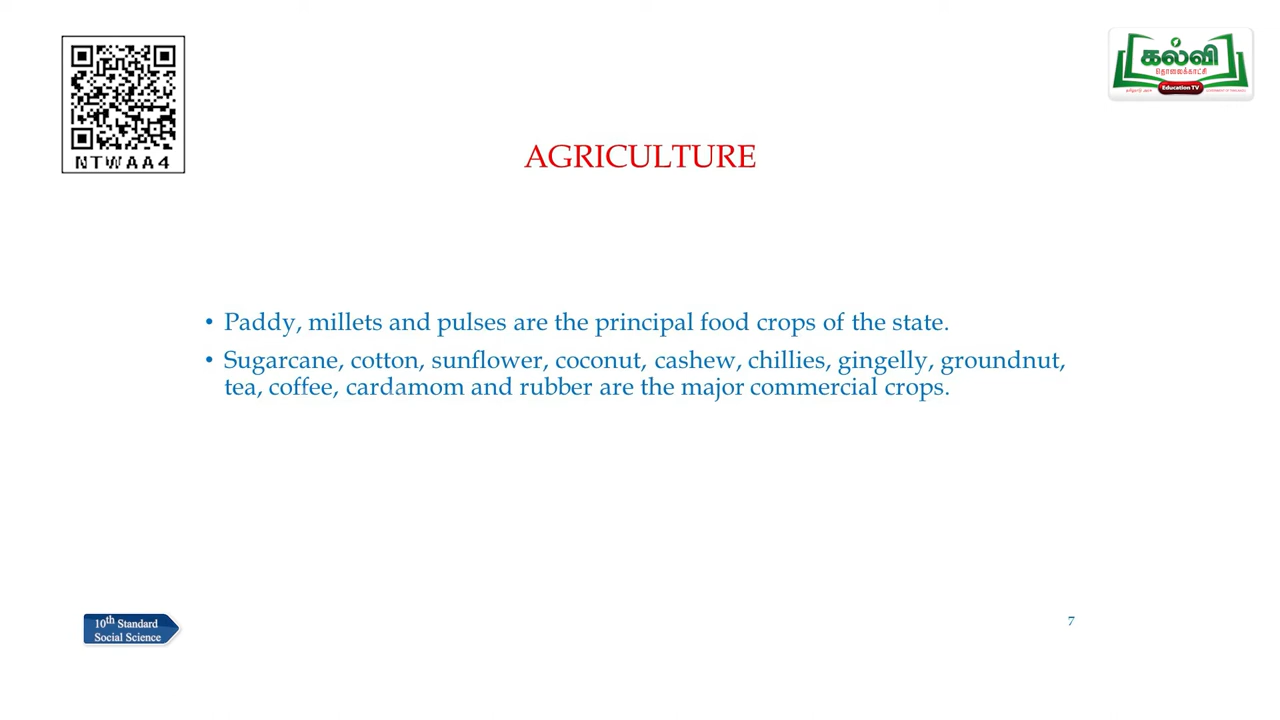 NTWAA4
கல்வி
தொலைக்காட்சி
Education TV
AGRICULTURE
• Paddy, millets and pulses are the principal food crops of the state.
• Sugarcane, cotton, sunflower, coconut, cashew, chillies, gingelly, groundnut,
tea, coffee, cardamom and rubber are the major commercial crops.
10th Standard
Social Science
7